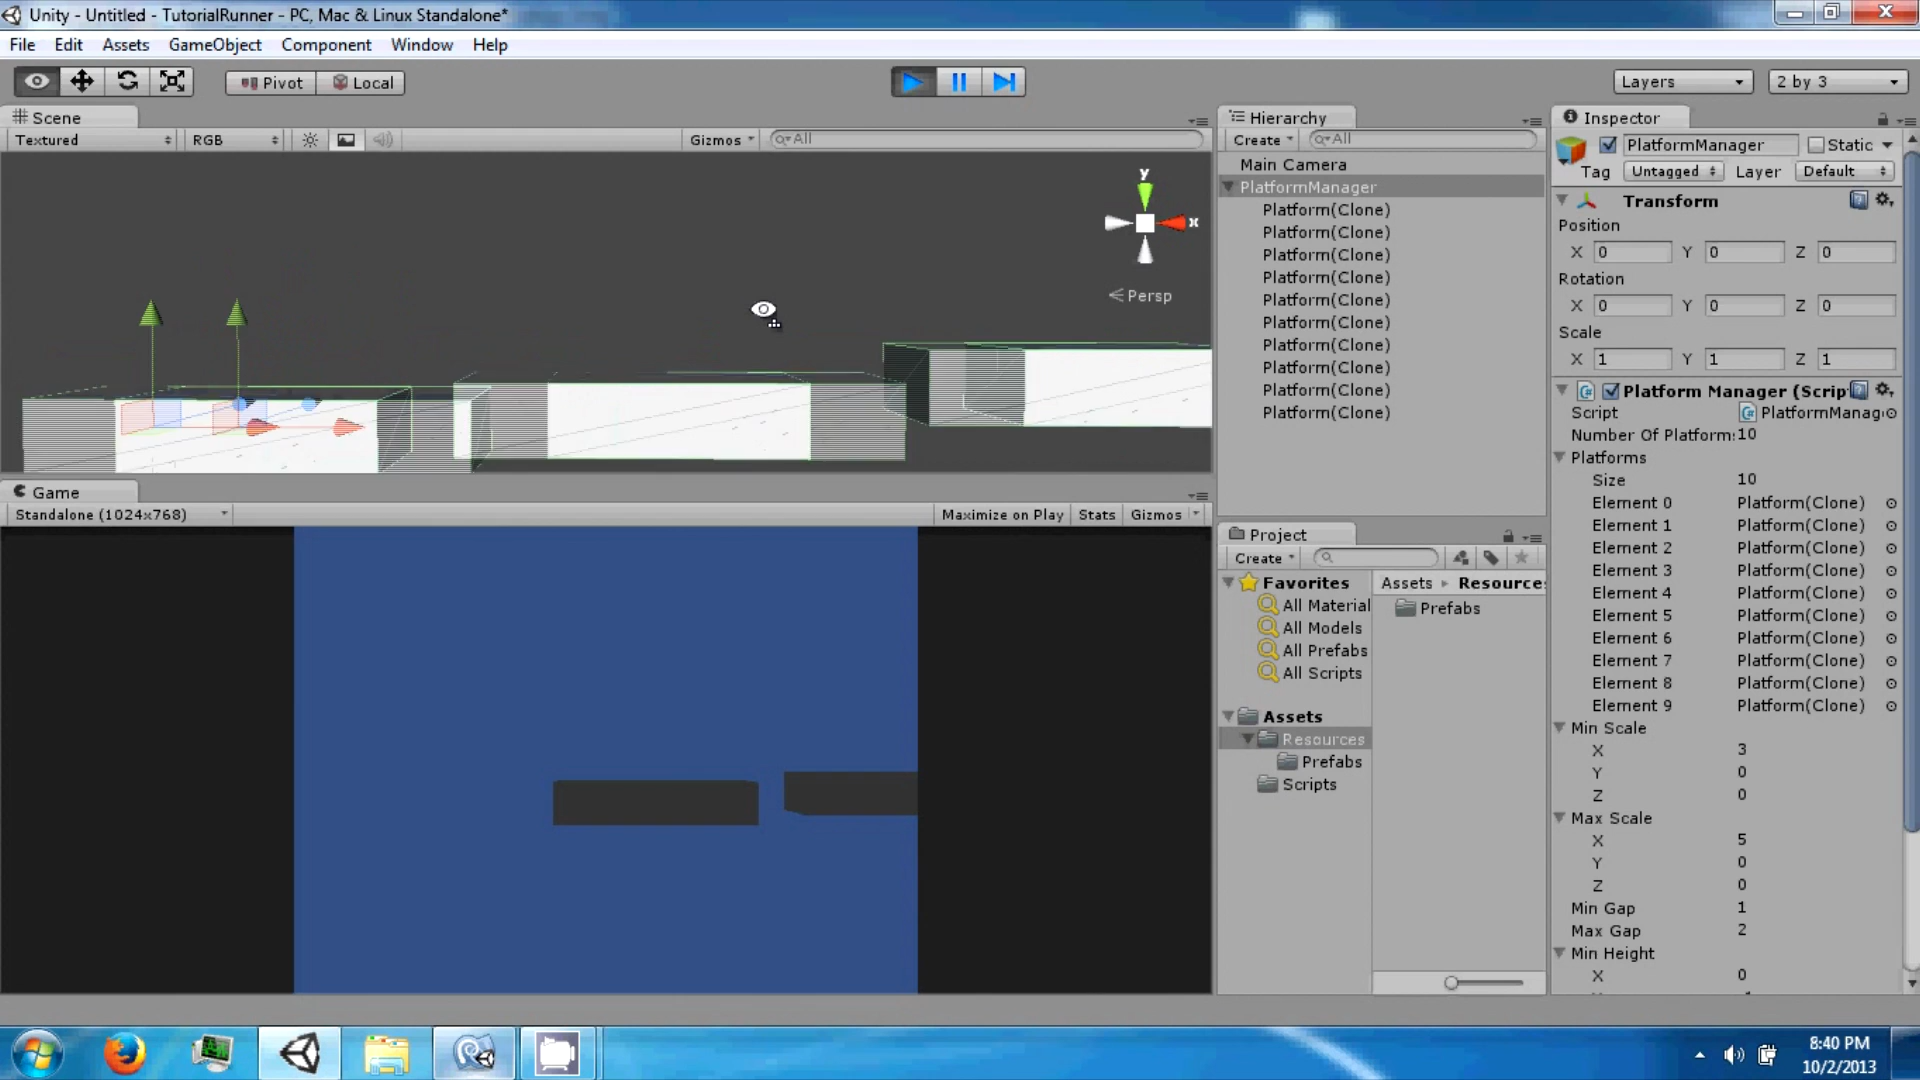 Unity - Untitled - TutorialRunner - PC, Mac & Linux Standalone*
File Edit Assets GameObject Component Window Help
Pivot Local Layers 2 by 3
Scene
Textured RGB Gizmos All
y
x
Persp
Game
Standalone (1024x768) Maximize on Play Stats Gizmos
Hierarchy
Create All
Main Camera
PlatformManager
Platform(Clone)
Platform(Clone)
Platform(Clone)
Platform(Clone)
Platform(Clone)
Platform(Clone)
Platform(Clone)
Platform(Clone)
Platform(Clone)
Platform(Clone)
Project
Create
Favorites
All Material
All Models
All Prefabs
All Scripts
Assets
Resources
Prefabs
Scripts
Assets Resource
Prefabs
Inspector
PlatformManager Static
Tag Untagged Layer Default
Transform
Position
X 0 Y 0 Z 0
Rotation
X 0 Y 0 Z 0
Scale
X 1 Y 1 Z 1
Platform Manager (Scrip
Script PlatformManag
Number Of Platform: 10
Platforms
Size 10
Element 0 Platform(Clone)
Element 1 Platform(Clone)
Element 2 Platform(Clone)
Element 3 Platform(Clone)
Element 4 Platform(Clone)
Element 5 Platform(Clone)
Element 6 Platform(Clone)
Element 7 Platform(Clone)
Element 8 Platform(Clone)
Element 9 Platform(Clone)
Min Scale
X 3
Y 0
Z 0
Max Scale
X 5
Y 0
Z 0
Min Gap 1
Max Gap 2
Min Height
X 0
8:40 PM
10/2/2013